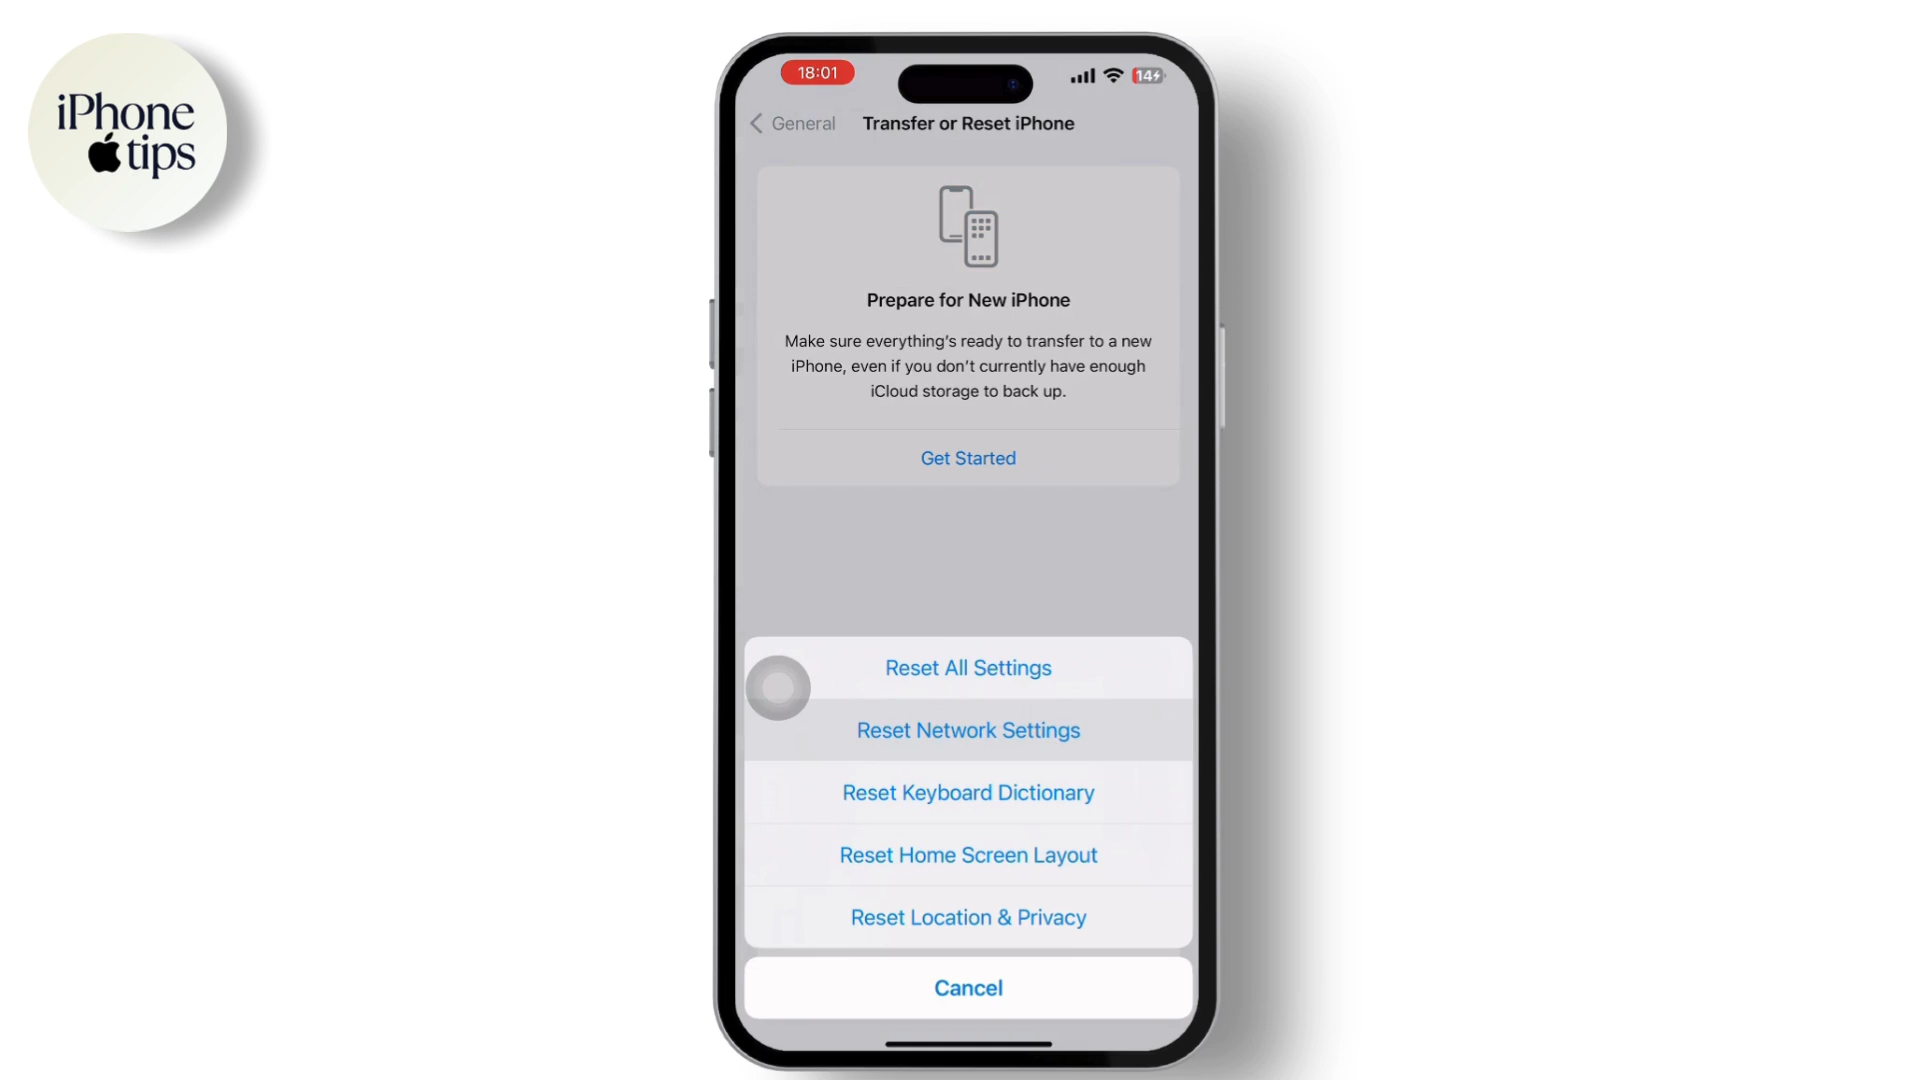 iPhone
tips
18:01
14
General
Transfer or Reset iPhone
Prepare for New iPhone
Make sure everything's ready to transfer to a new
iPhone, even if you don't currently have enough
iCloud storage to back up.
Get Started
Reset All Settings
Reset Network Settings
Reset Keyboard Dictionary
Reset Home Screen Layout
Reset Location & Privacy
Cancel